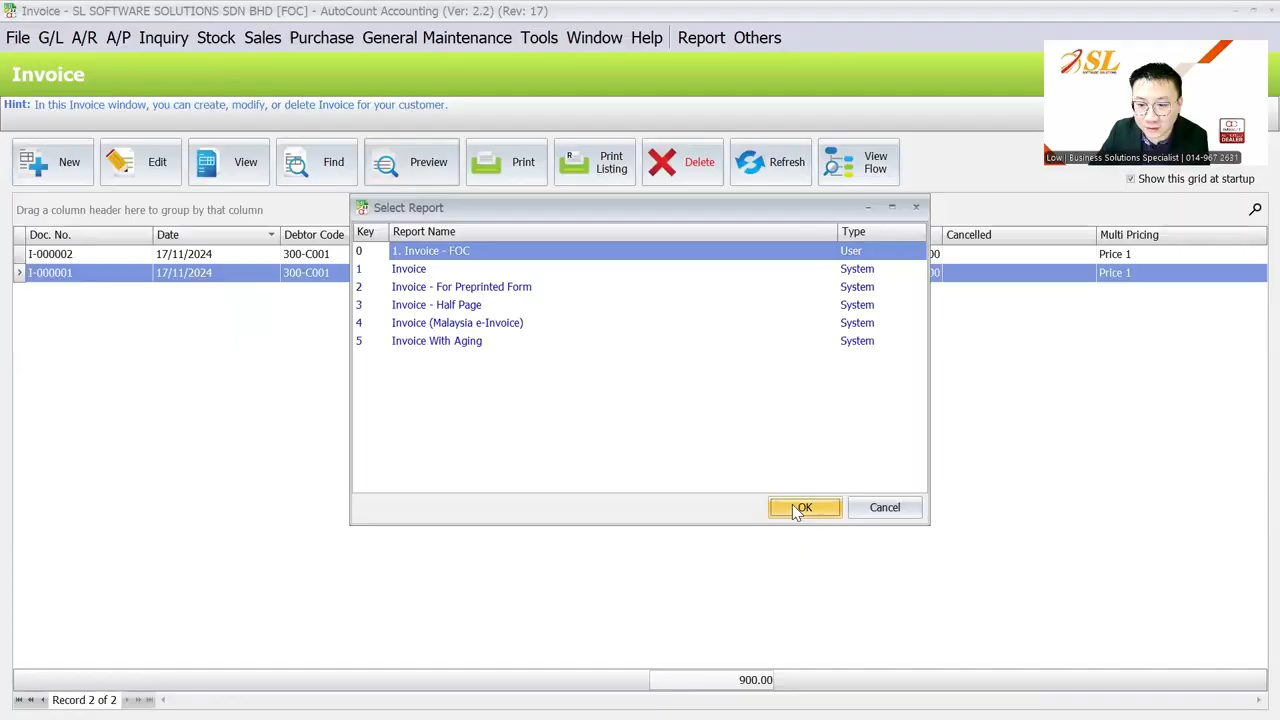 Invoice - SL SOFTWARE SOLUTIONS SDN BHD [FOC] - AutoCount Accounting (Ver: 2.2) (Rev: 17)
File G/L A/R A/P Inquiry Stock Sales Purchase General Maintenance Tools Window Help Report Others
Invoice
Hint: In this Invoice window, you can create, modify, or delete Invoice for your customer.
SL
SOFTWARE SOLUTIONS
Low | Business Solutions Specialist | 014-967 2631
New Edit View Find Preview Print Print Listing Delete Refresh View Flow
Show this grid at startup
Drag a column header here to group by that column
Doc. No. Date Debtor Code Cancelled Multi Pricing
I-000002 17/11/2024 300-C001 00 Price 1
I-000001 17/11/2024 300-C001 00 Price 1
Select Report
Key Report Name Type
0 1. Invoice - FOC User
1 Invoice System
2 Invoice - For Preprinted Form System
3 Invoice - Half Page System
4 Invoice (Malaysia e-Invoice) System
5 Invoice With Aging System
OK Cancel
900.00
Record 2 of 2